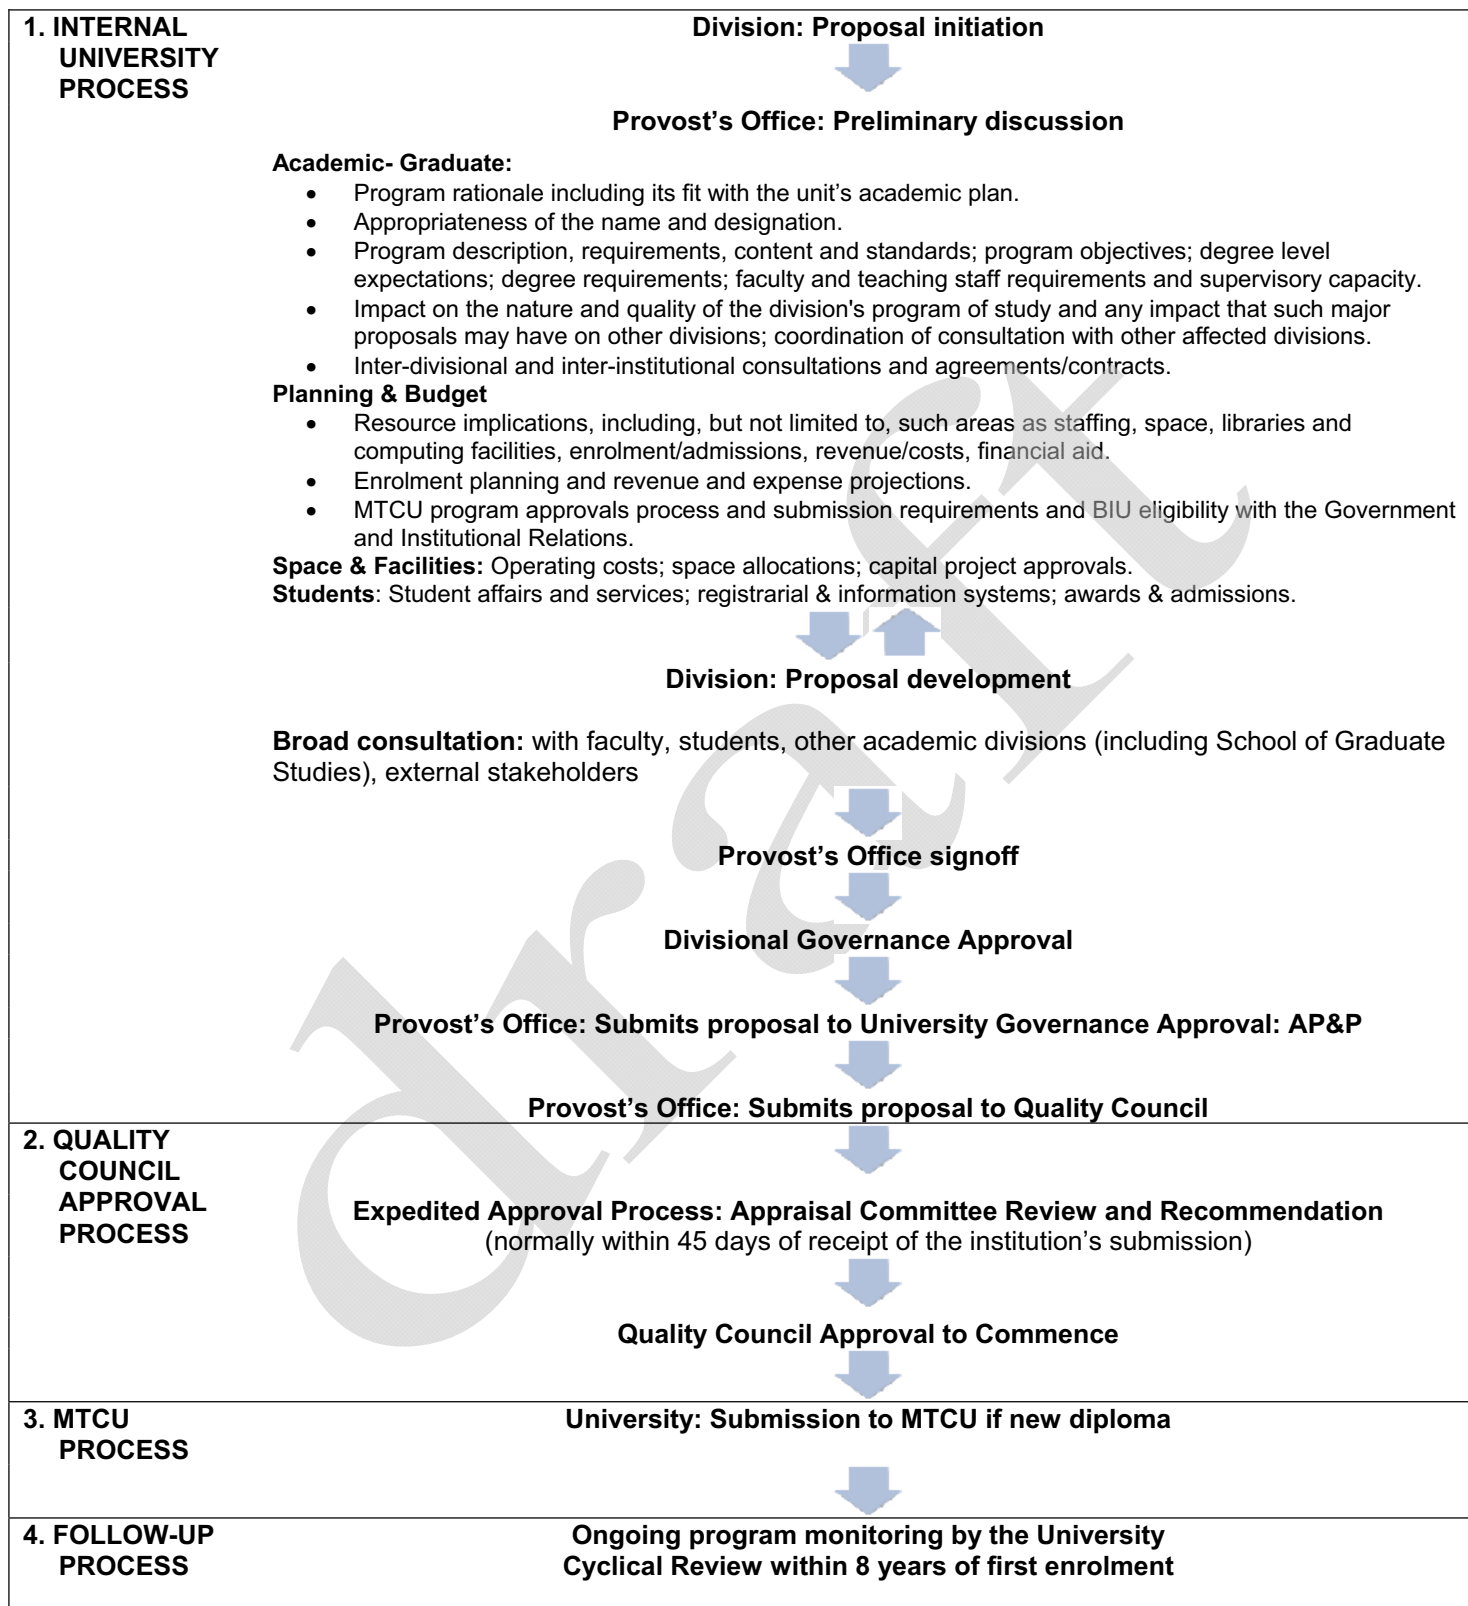 1. INTERNAL
UNIVERSITY
PROCESS
Division: Proposal initiation
Provost's Office: Preliminary discussion
Academic- Graduate:
• Program rationale including its fit with the unit's academic plan.
• Appropriateness of the name and designation.
• Program description, requirements, content and standards; program objectives; degree level
expectations; degree requirements; faculty and teaching staff requirements and supervisory capacity.
• Impact on the nature and quality of the division's program of study and any impact that such major
proposals may have on other divisions; coordination of consultation with other affected divisions.
• Inter-divisional and inter-institutional consultations and agreements/contracts.
Planning & Budget
• Resource implications, including, but not limited to, such areas as staffing, space, libraries and
computing facilities, enrolment/admissions, revenue/costs, financial aid.
• Enrolment planning and revenue and expense projections.
• MTCU program approvals process and submission requirements and BIU eligibility with the Government
and Institutional Relations.
Space & Facilities: Operating costs; space allocations; capital project approvals.
Students: Student affairs and services; registrarial & information systems; awards & admissions.
Division: Proposal development
Broad consultation: with faculty, students, other academic divisions (including School of Graduate
Studies), external stakeholders
Provost's Office signoff
Divisional Governance Approval
Provost's Office: Submits proposal to University Governance Approval: AP&P
Provost's Office: Submits proposal to Quality Council
2. QUALITY
COUNCIL
APPROVAL
PROCESS
Expedited Approval Process: Appraisal Committee Review and Recommendation
(normally within 45 days of receipt of the institution's submission)
Quality Council Approval to Commence
3. MTCU
PROCESS
University: Submission to MTCU if new diploma
4. FOLLOW-UP
PROCESS
Ongoing program monitoring by the University
Cyclical Review within 8 years of first enrolment
draft